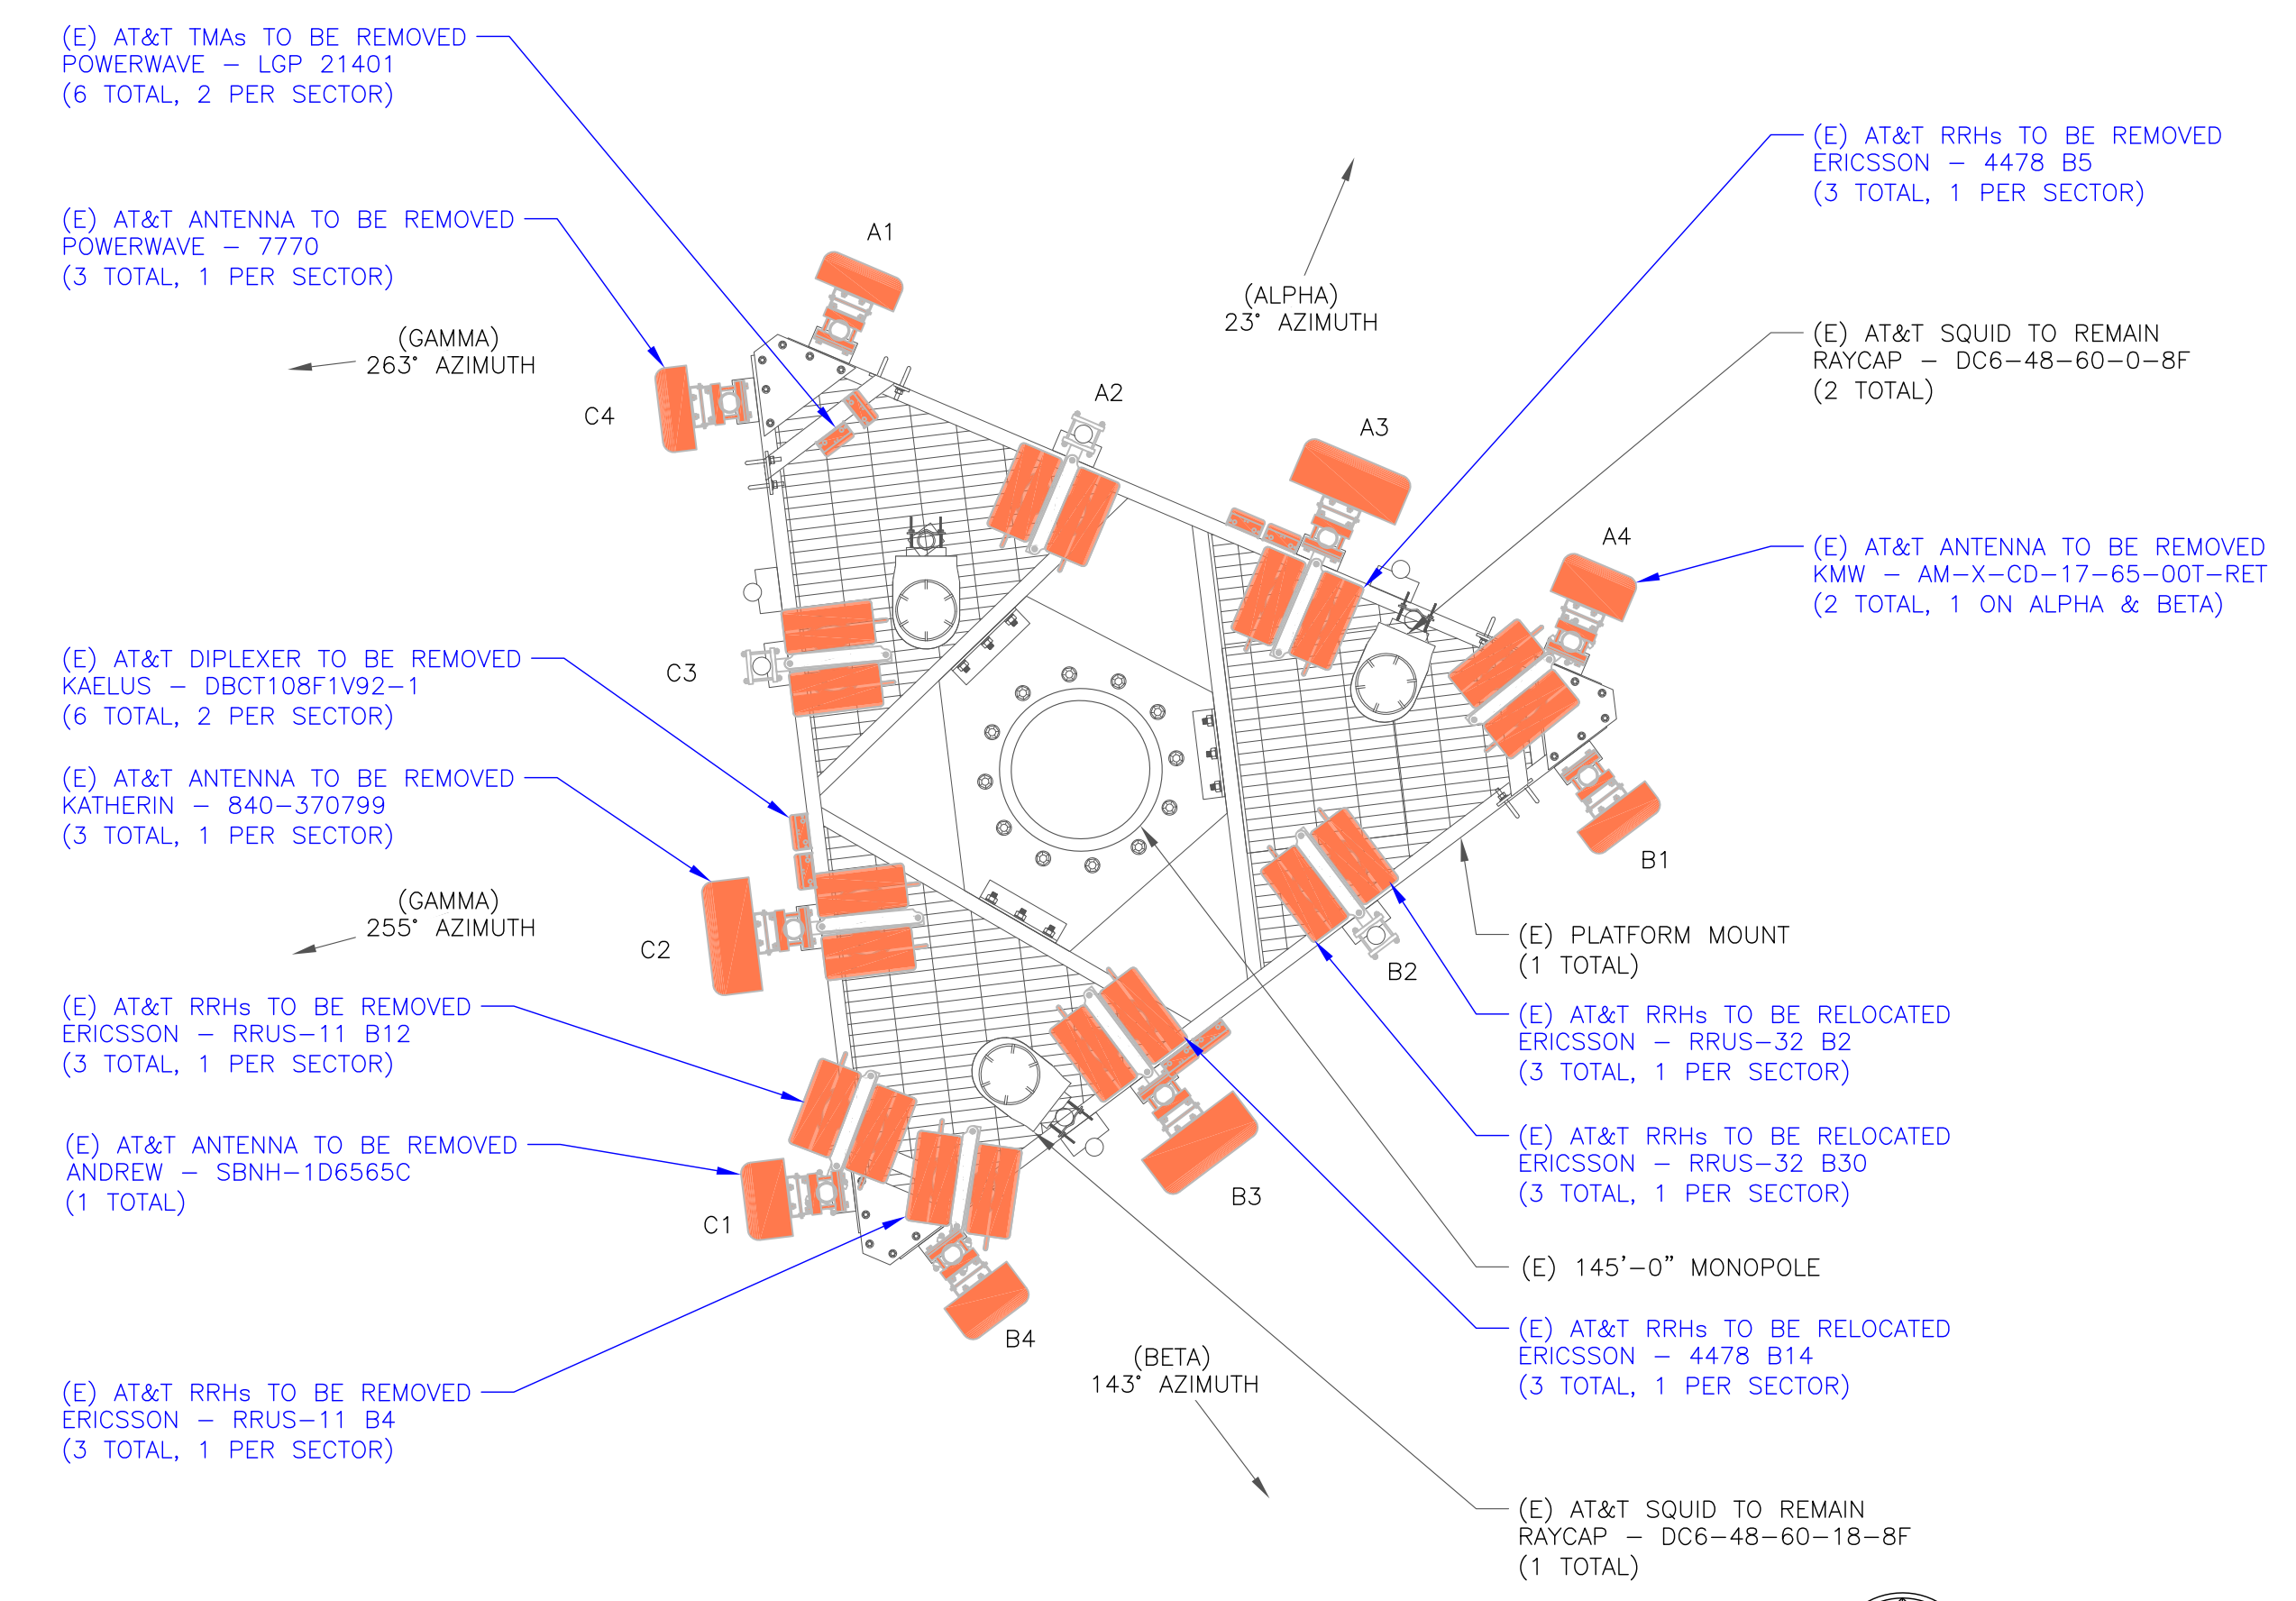 (E) AT&T TMAs TO BE REMOVED
POWERWAVE – LGP 21401
(6 TOTAL, 2 PER SECTOR)
(E) AT&T ANTENNA TO BE REMOVED
POWERWAVE – 7770
(3 TOTAL, 1 PER SECTOR)
(GAMMA)
263° AZIMUTH
C4
A1
A2
(ALPHA)
23° AZIMUTH
A3
(E) AT&T RRHs TO BE REMOVED
ERICSSON – 4478 B5
(3 TOTAL, 1 PER SECTOR)
(E) AT&T SQUID TO REMAIN
RAYCAP – DC6–48–60–0–8F
(2 TOTAL)
A4
(E) AT&T ANTENNA TO BE REMOVED
KMW – AM–X–CD–17–65–00T–RET
(2 TOTAL, 1 ON ALPHA & BETA)
C3
(E) AT&T DIPLEXER TO BE REMOVED
KAELUS – DBCT108F1V92–1
(6 TOTAL, 2 PER SECTOR)
(E) AT&T ANTENNA TO BE REMOVED
KATHERIN – 840–370799
(3 TOTAL, 1 PER SECTOR)
(GAMMA)
255° AZIMUTH
C2
B1
B2
(E) PLATFORM MOUNT
(1 TOTAL)
(E) AT&T RRHs TO BE REMOVED
ERICSSON – RRUS–11 B12
(3 TOTAL, 1 PER SECTOR)
(E) AT&T RRHs TO BE RELOCATED
ERICSSON – RRUS–32 B2
(3 TOTAL, 1 PER SECTOR)
(E) AT&T ANTENNA TO BE REMOVED
ANDREW – SBNH–1D6565C
(1 TOTAL)
C1
B3
(E) AT&T RRHs TO BE RELOCATED
ERICSSON – RRUS–32 B30
(3 TOTAL, 1 PER SECTOR)
(E) 145'–0" MONOPOLE
B4
(BETA)
143° AZIMUTH
(E) AT&T RRHs TO BE RELOCATED
ERICSSON – 4478 B14
(3 TOTAL, 1 PER SECTOR)
(E) AT&T RRHs TO BE REMOVED
ERICSSON – RRUS–11 B4
(3 TOTAL, 1 PER SECTOR)
(E) AT&T SQUID TO REMAIN
RAYCAP – DC6–48–60–18–8F
(1 TOTAL)